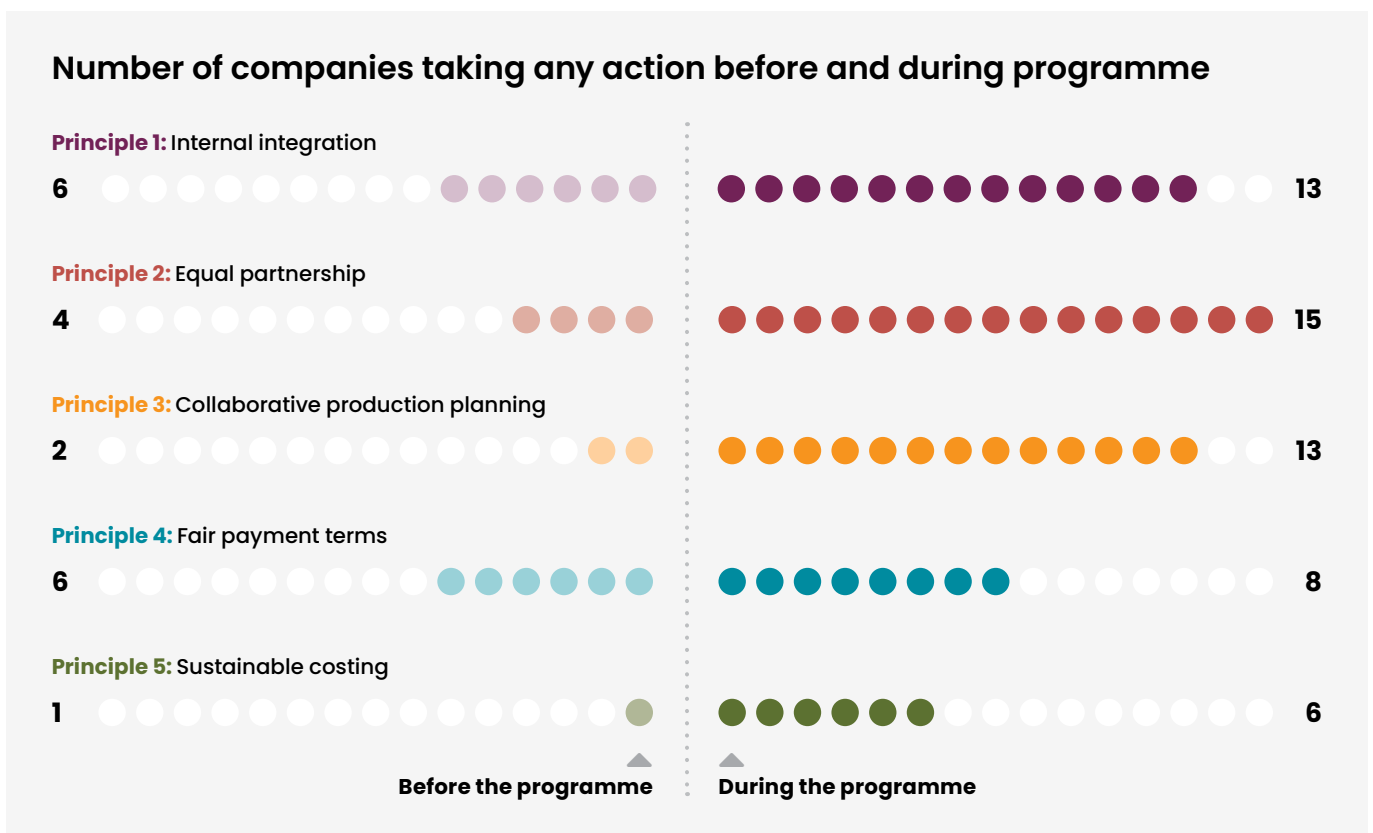 Number of companies taking any action before and during programme
Principle 1: Internal integration
6 13
Principle 2: Equal partnership
4 15
Principle 3: Collaborative production planning
2 13
Principle 4: Fair payment terms
6 8
Principle 5: Sustainable costing
1 6
Before the programme During the programme